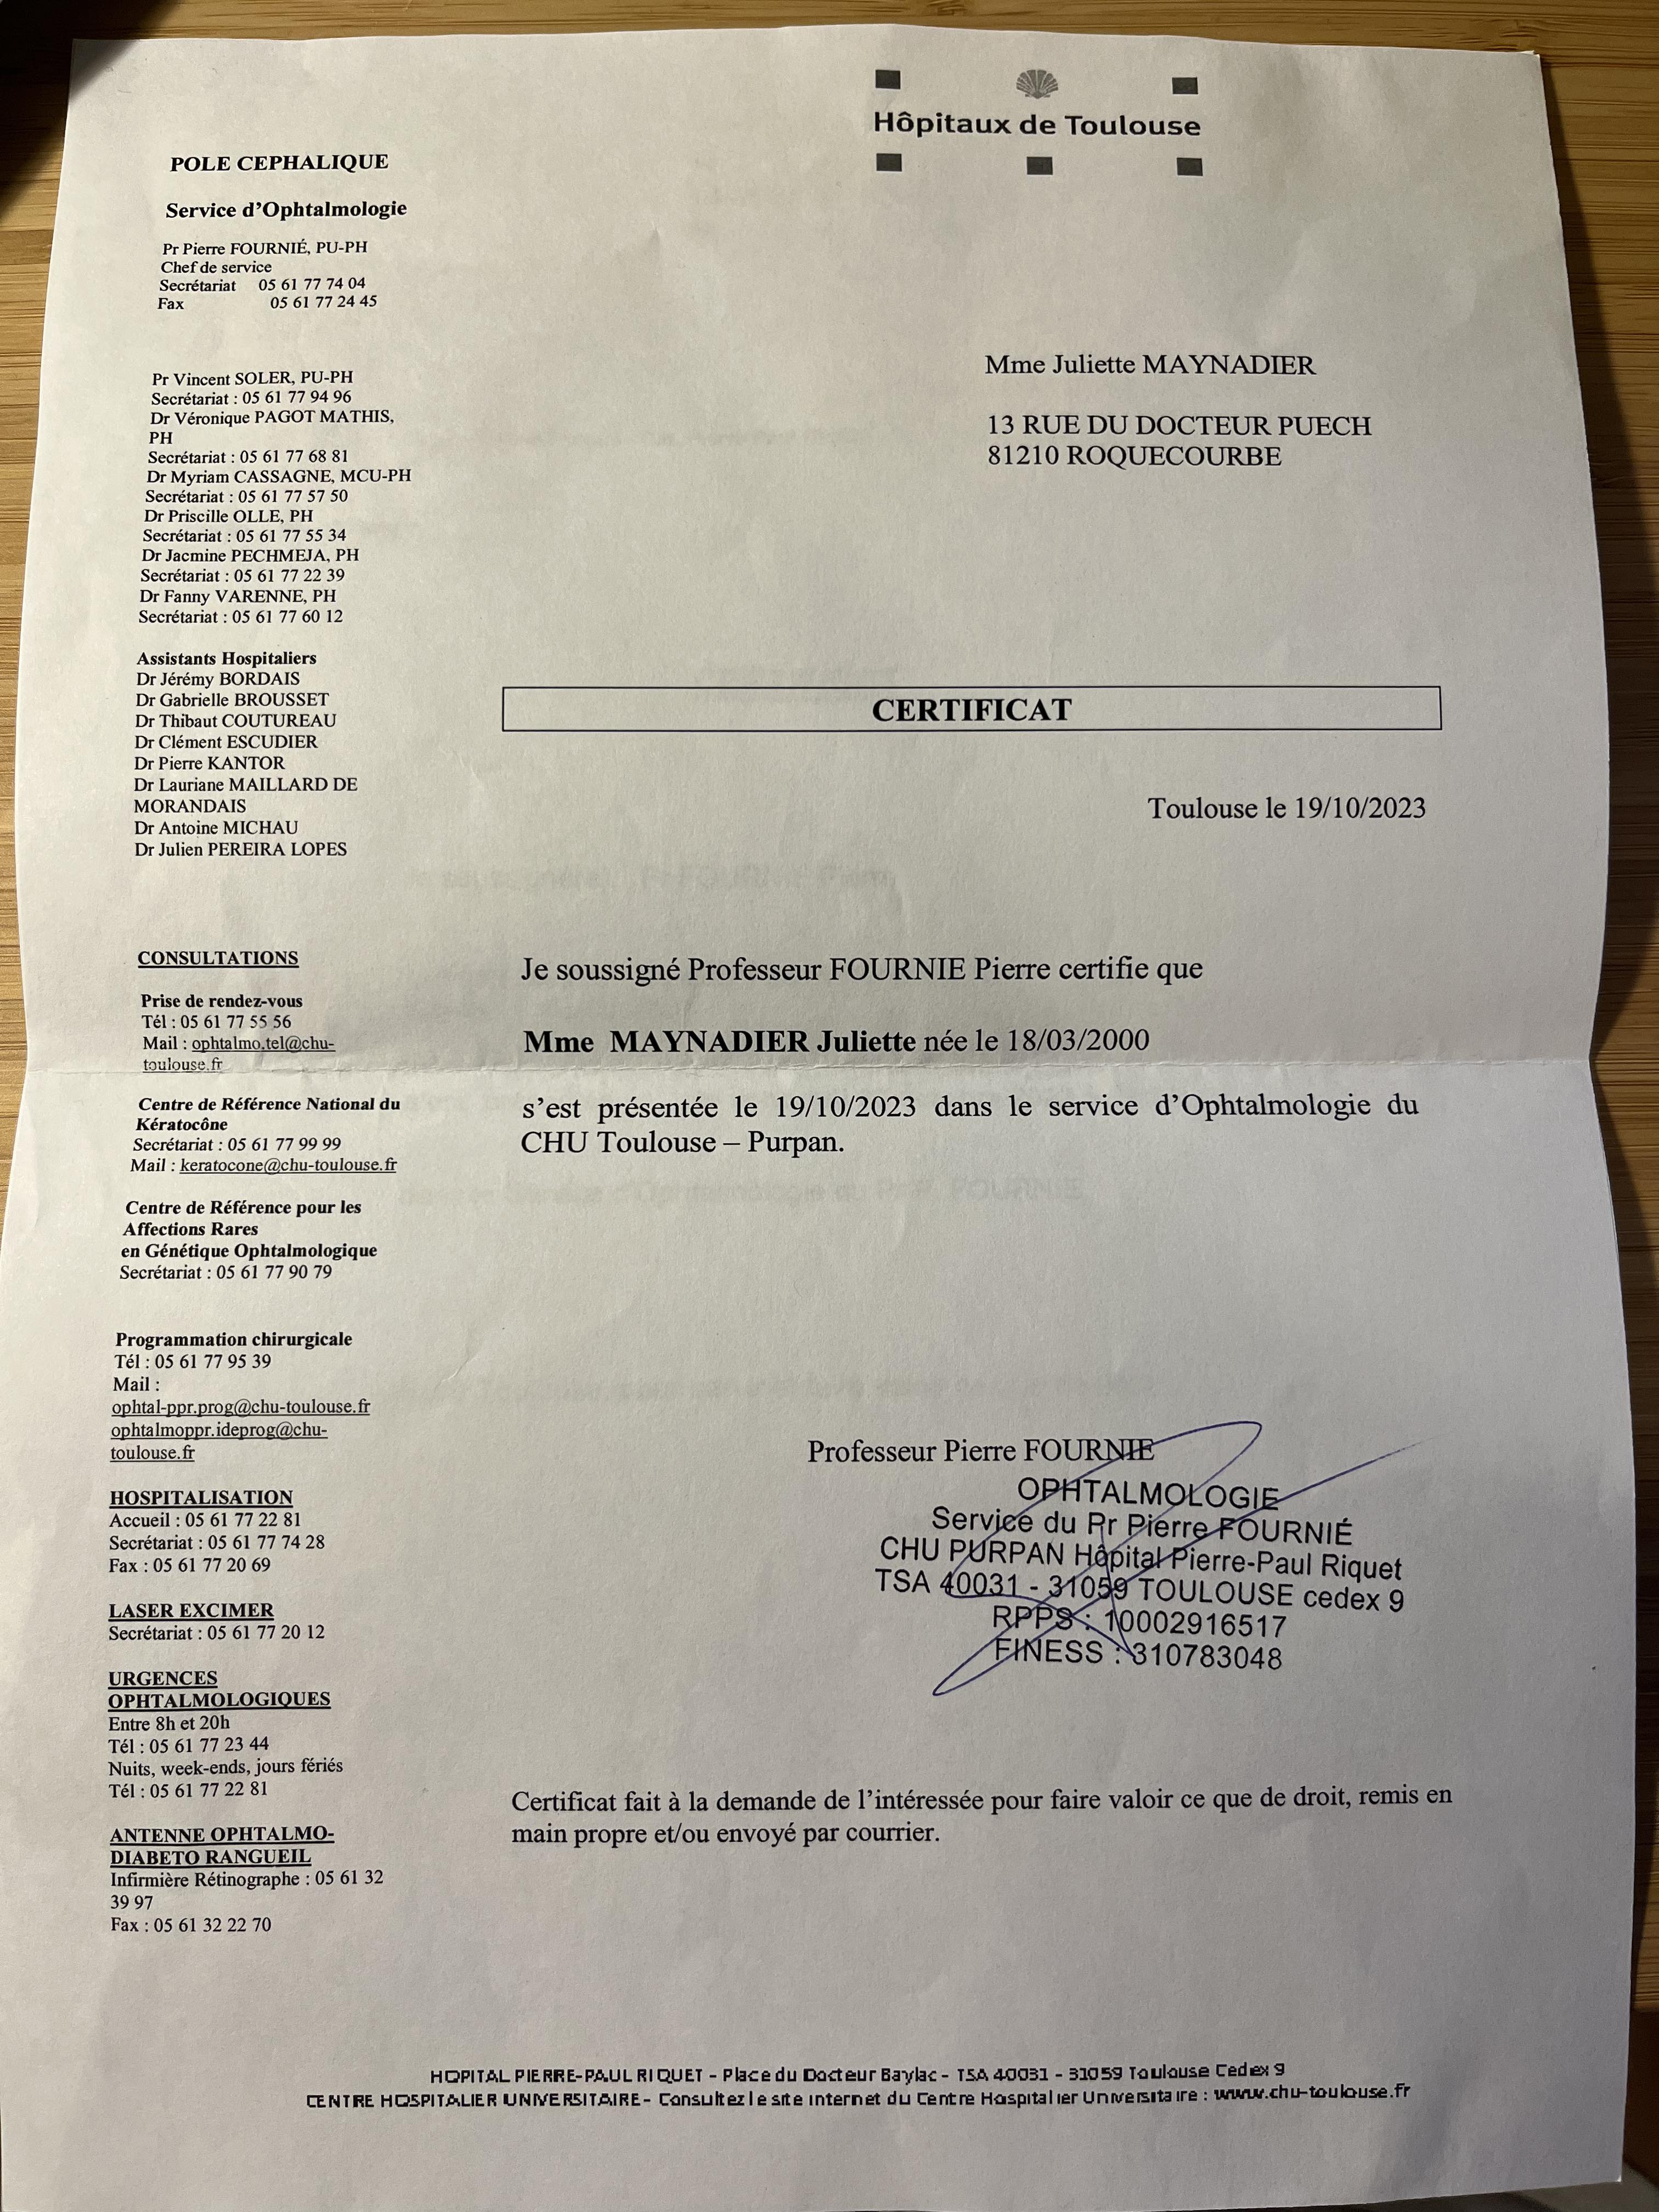 Hôpitaux de Toulouse
POLE CEPHALIQUE
Service d'Ophtalmologie
Pr Pierre FOURNIÉ, PU-PH
Chef de service
Secrétariat 05 61 77 74 04
Fax 05 61 77 24 45
Pr Vincent SOLER, PU-PH
Secrétariat : 05 61 77 94 96
Dr Véronique PAGOT MATHIS,
PH
Secrétariat : 05 61 77 68 81
Dr Myriam CASSAGNE, MCU-PH
Secrétariat : 05 61 77 57 50
Dr Priscille OLLE, PH
Secrétariat : 05 61 77 55 34
Dr Jacmine PECHMEJA, PH
Secrétariat : 05 61 77 22 39
Dr Fanny VARENNE, PH
Secrétariat : 05 61 77 60 12
Assistants Hospitaliers
Dr Jérémy BORDAIS
Dr Gabrielle BROUSSET
Dr Thibaut COUTUREAU
Dr Clément ESCUDIER
Dr Pierre KANTOR
Dr Lauriane MAILLARD DE
MORANDAIS
Dr Antoine MICHAU
Dr Julien PEREIRA LOPES
CONSULTATIONS
Prise de rendez-vous
Tél : 05 61 77 55 56
Mail : ophtalmo.tel@chu-
toulouse.fr
Centre de Référence National du
Kératocône
Secrétariat : 05 61 77 99 99
Mail : keratocone@chu-toulouse.fr
Centre de Référence pour les
Affections Rares
en Génétique Ophtalmologique
Secrétariat : 05 61 77 90 79
Programmation chirurgicale
Tél : 05 61 77 95 39
Mail :
ophtal-ppr.prog@chu-toulouse.fr
ophtalmoppr.ideprog@chu-
toulouse.fr
HOSPITALISATION
Accueil : 05 61 77 22 81
Secrétariat : 05 61 77 74 28
Fax : 05 61 77 20 69
LASER EXCIMER
Secrétariat : 05 61 77 20 12
URGENCES
OPHTALMOLOGIQUES
Entre 8h et 20h
Tél : 05 61 77 23 44
Nuits, week-ends, jours fériés
Tél : 05 61 77 22 81
ANTENNE OPHTALMO-
DIABETO RANGUEIL
Infirmière Rétinographe : 05 61 32
39 97
Fax : 05 61 32 22 70
Mme Juliette MAYNADIER
13 RUE DU DOCTEUR PUECH
81210 ROQUECOURBE
CERTIFICAT
Toulouse le 19/10/2023
Je soussigné Professeur FOURNIE Pierre certifie que
Mme MAYNADIER Juliette née le 18/03/2000
s'est présentée le 19/10/2023 dans le service d'Ophtalmologie du
CHU Toulouse – Purpan.
Professeur Pierre FOURNIE
OPHTALMOLOGIE
Service du Pr Pierre FOURNIÉ
CHU PURPAN Hôpital Pierre-Paul Riquet
TSA 40031 - 31059 TOULOUSE cedex 9
RPPS : 10002916517
FINESS : 310783048
Certificat fait à la demande de l'intéressée pour faire valoir ce que de droit, remis en
main propre et/ou envoyé par courrier.
HOPITAL PIERRE-PAUL RIQUET - Place du Docteur Baylac - TSA 40031 - 31059 Toulouse Cedex 9
CENTRE HOSPITALIER UNIVERSITAIRE - Consultez le site internet du Centre Hospitalier Universitaire : www.chu-toulouse.fr